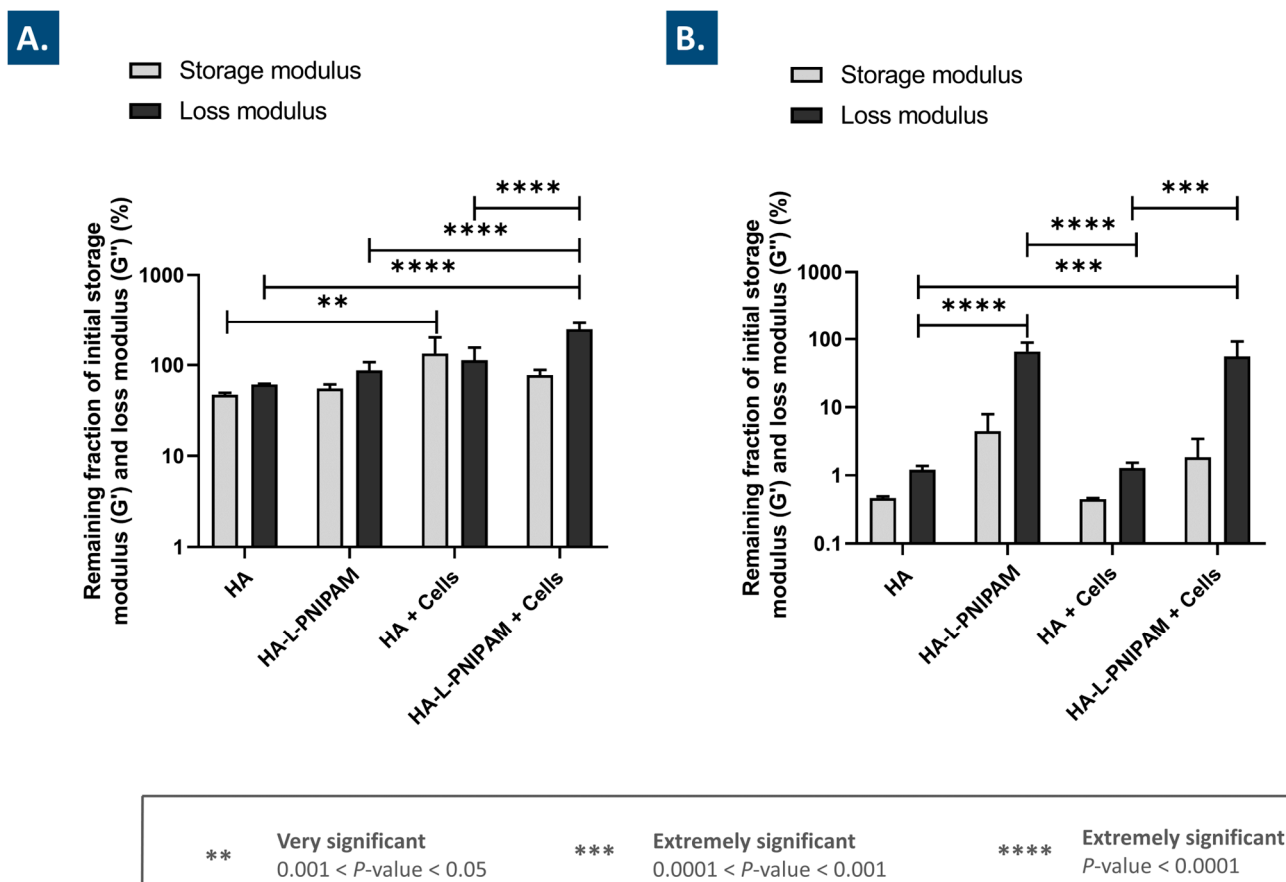 A.
Storage modulus
Loss modulus
Remaining fraction of initial storage
modulus (G') and loss modulus (G'') (%)
1000
100
10
1
****
****
****
**
HA
HA-L-PNIPAM
HA + Cells
HA-L-PNIPAM + Cells
B.
Storage modulus
Loss modulus
Remaining fraction of initial storage
modulus (G') and loss modulus (G'') (%)
1000
100
10
1
0.1
***
****
***
****
HA
HA-L-PNIPAM
HA + Cells
HA-L-PNIPAM + Cells
** Very significant
0.001 < P-value < 0.05
*** Extremely significant
0.0001 < P-value < 0.001
**** Extremely significant
P-value < 0.0001